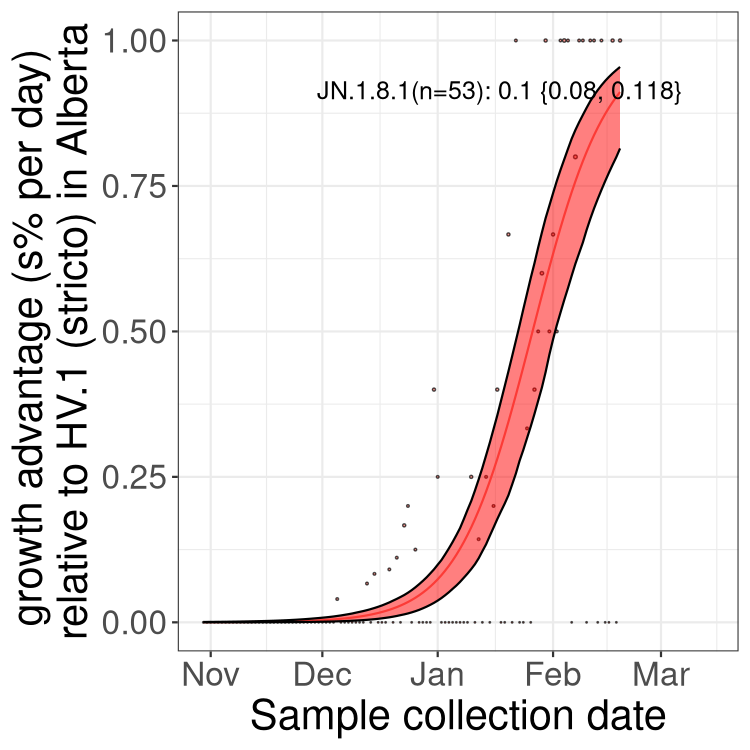 growth advantage (s% per day)
relative to HV.1 (stricto) in Alberta
1.00
0.75
0.50
0.25
0.00
JN.1.8.1(n=53): 0.1 {0.08, 0.118}
Nov Dec Jan Feb Mar
Sample collection date